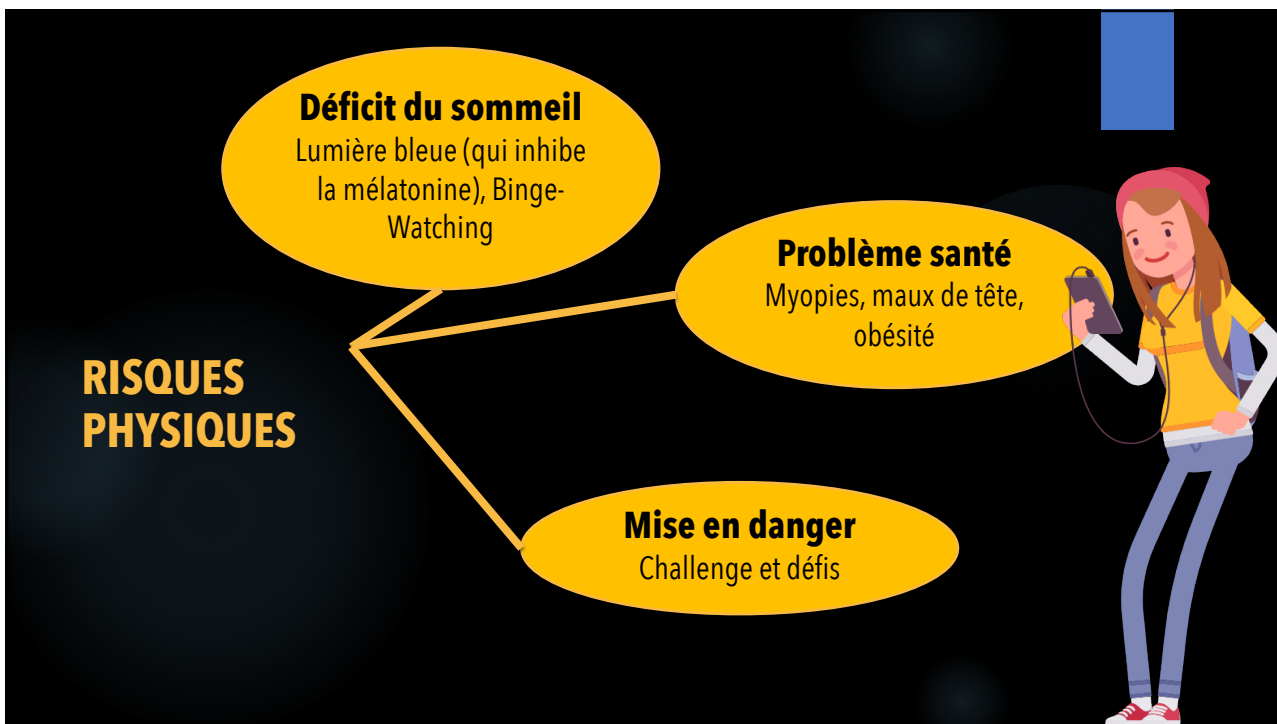 Déficit du sommeil
Lumière bleue (qui inhibe
la mélatonine), Binge-
Watching
Problème santé
Myopies, maux de tête,
obésité
RISQUES
PHYSIQUES
Mise en danger
Challenge et défis